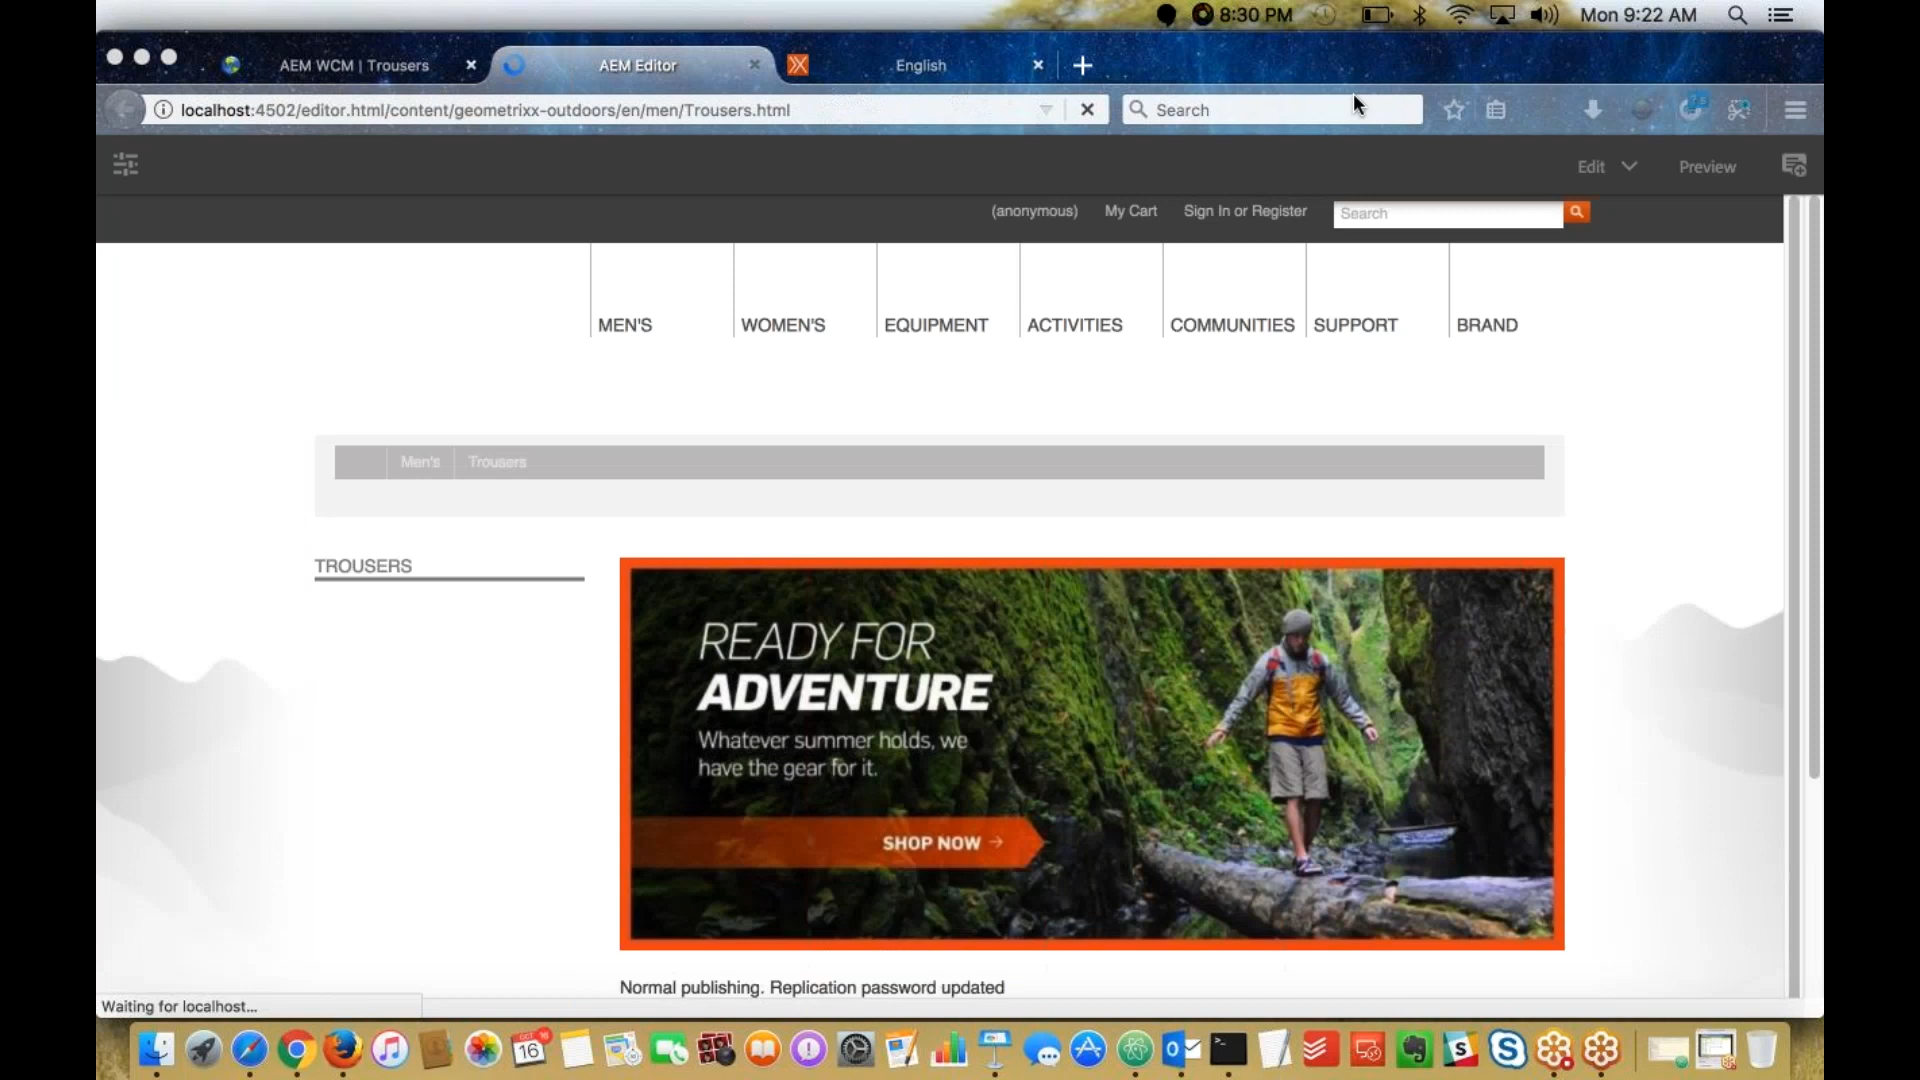 8:30 PM Mon 9:22 AM
AEM WCM | Trousers AEM Editor English
localhost:4502/editor.html/content/geometrixx-outdoors/en/men/Trousers.html Search
Edit Preview
(anonymous) My Cart Sign In or Register Search
MEN'S WOMEN'S EQUIPMENT ACTIVITIES COMMUNITIES SUPPORT BRAND
Men's Trousers
TROUSERS
READY FOR
ADVENTURE
Whatever summer holds, we
have the gear for it.
SHOP NOW →
Normal publishing. Replication password updated
Waiting for localhost...
OCT
16